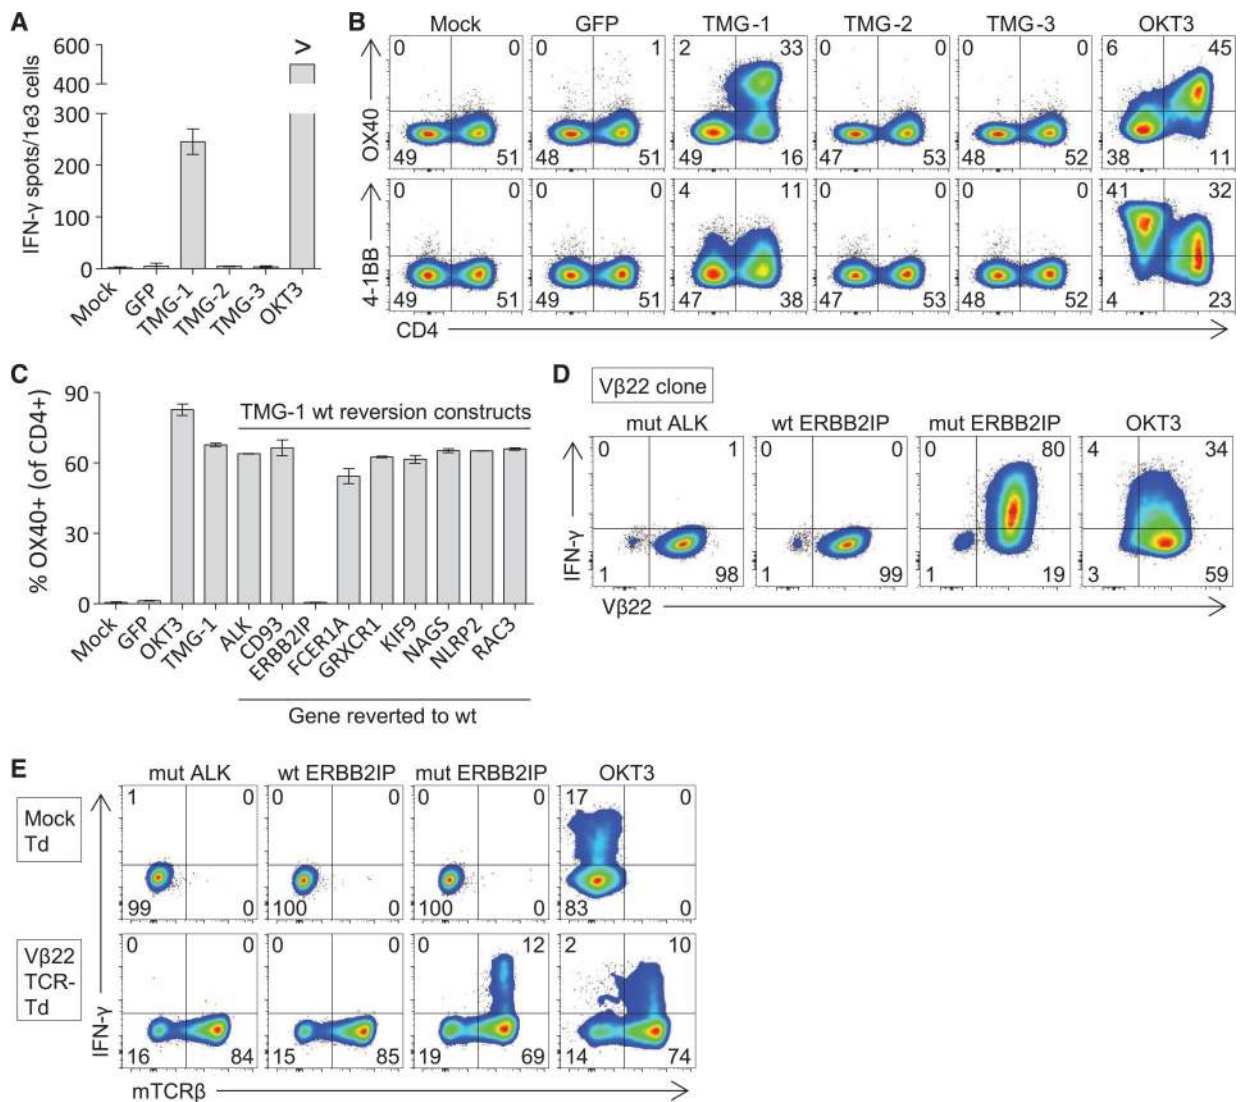 A
IFN-γ spots/1e3 cells
600
400
300
200
100
0
>
Mock
GFP
TMG-1
TMG-2
TMG-3
OKT3
B
Mock GFP TMG-1 TMG-2 TMG-3 OKT3
OX40
0 0 0 1 2 33 0 0 0 0 6 45
49 51 48 51 49 16 47 53 48 52 38 11
4-1BB
0 0 0 0 4 11 0 0 0 0 41 32
49 51 49 51 47 38 47 53 48 52 4 23
CD4
C
% OX40+ (of CD4+)
90
60
30
0
TMG-1 wt reversion constructs
Mock
GFP
OKT3
TMG-1
ALK
CD93
ERBB2IP
FCER1A
GRXCR1
KIF9
NAGS
NLRP2
RAC3
Gene reverted to wt
D
Vβ22 clone
mut ALK wt ERBB2IP mut ERBB2IP OKT3
IFN-γ
0 1 0 0 0 80 4 34
1 98 1 99 1 19 3 59
Vβ22
E
mut ALK wt ERBB2IP mut ERBB2IP OKT3
Mock
Td
1 0 0 0 0 0 17 0
99 0 100 0 100 0 83 0
Vβ22
TCR-
Td
0 0 0 0 0 12 2 10
16 84 15 85 19 69 14 74
IFN-γ
mTCRβ